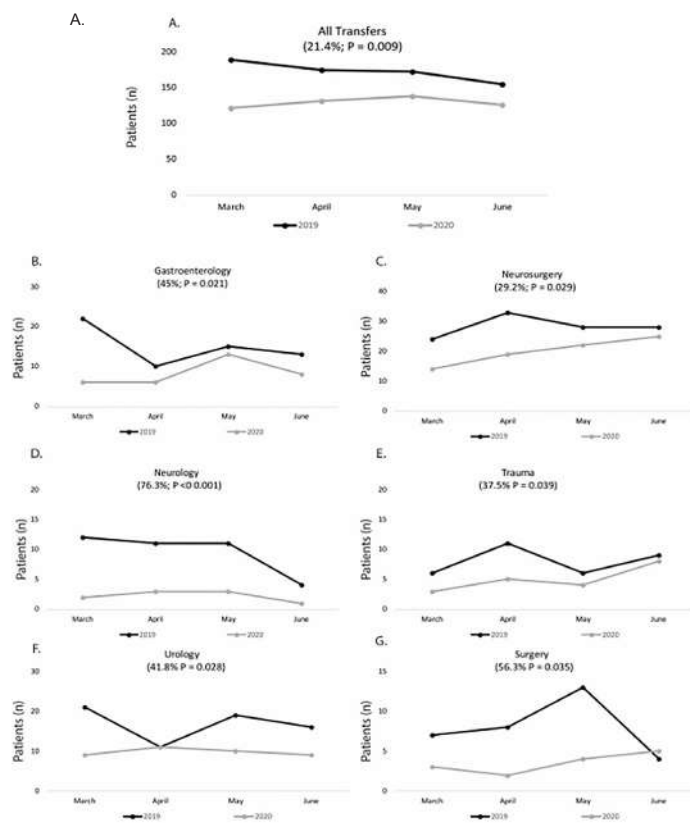 A.
A.
All Transfers
(21.4%; P = 0.009)
Patients (n)
200
150
100
50
0
March April May June
2019 2020
B.
Gastroenterology
(45%; P = 0.021)
Patients (n)
30
20
10
0
March April May June
2019 2020
C.
Neurosurgery
(29.2%; P = 0.029)
Patients (n)
40
30
20
10
0
March April May June
2019 2020
D.
Neurology
(76.3%; P <0 0.001)
Patients (n)
20
15
10
5
0
March April May June
2019 2020
E.
Trauma
(37.5% P = 0.039)
Patients (n)
20
15
10
5
0
March April May June
2019 2020
F.
Urology
(41.8% P = 0.028)
Patients (n)
30
20
10
0
March April May June
2019 2020
G.
Surgery
(56.3% P = 0.035)
Patients (n)
15
10
5
0
March April May June
2019 2020